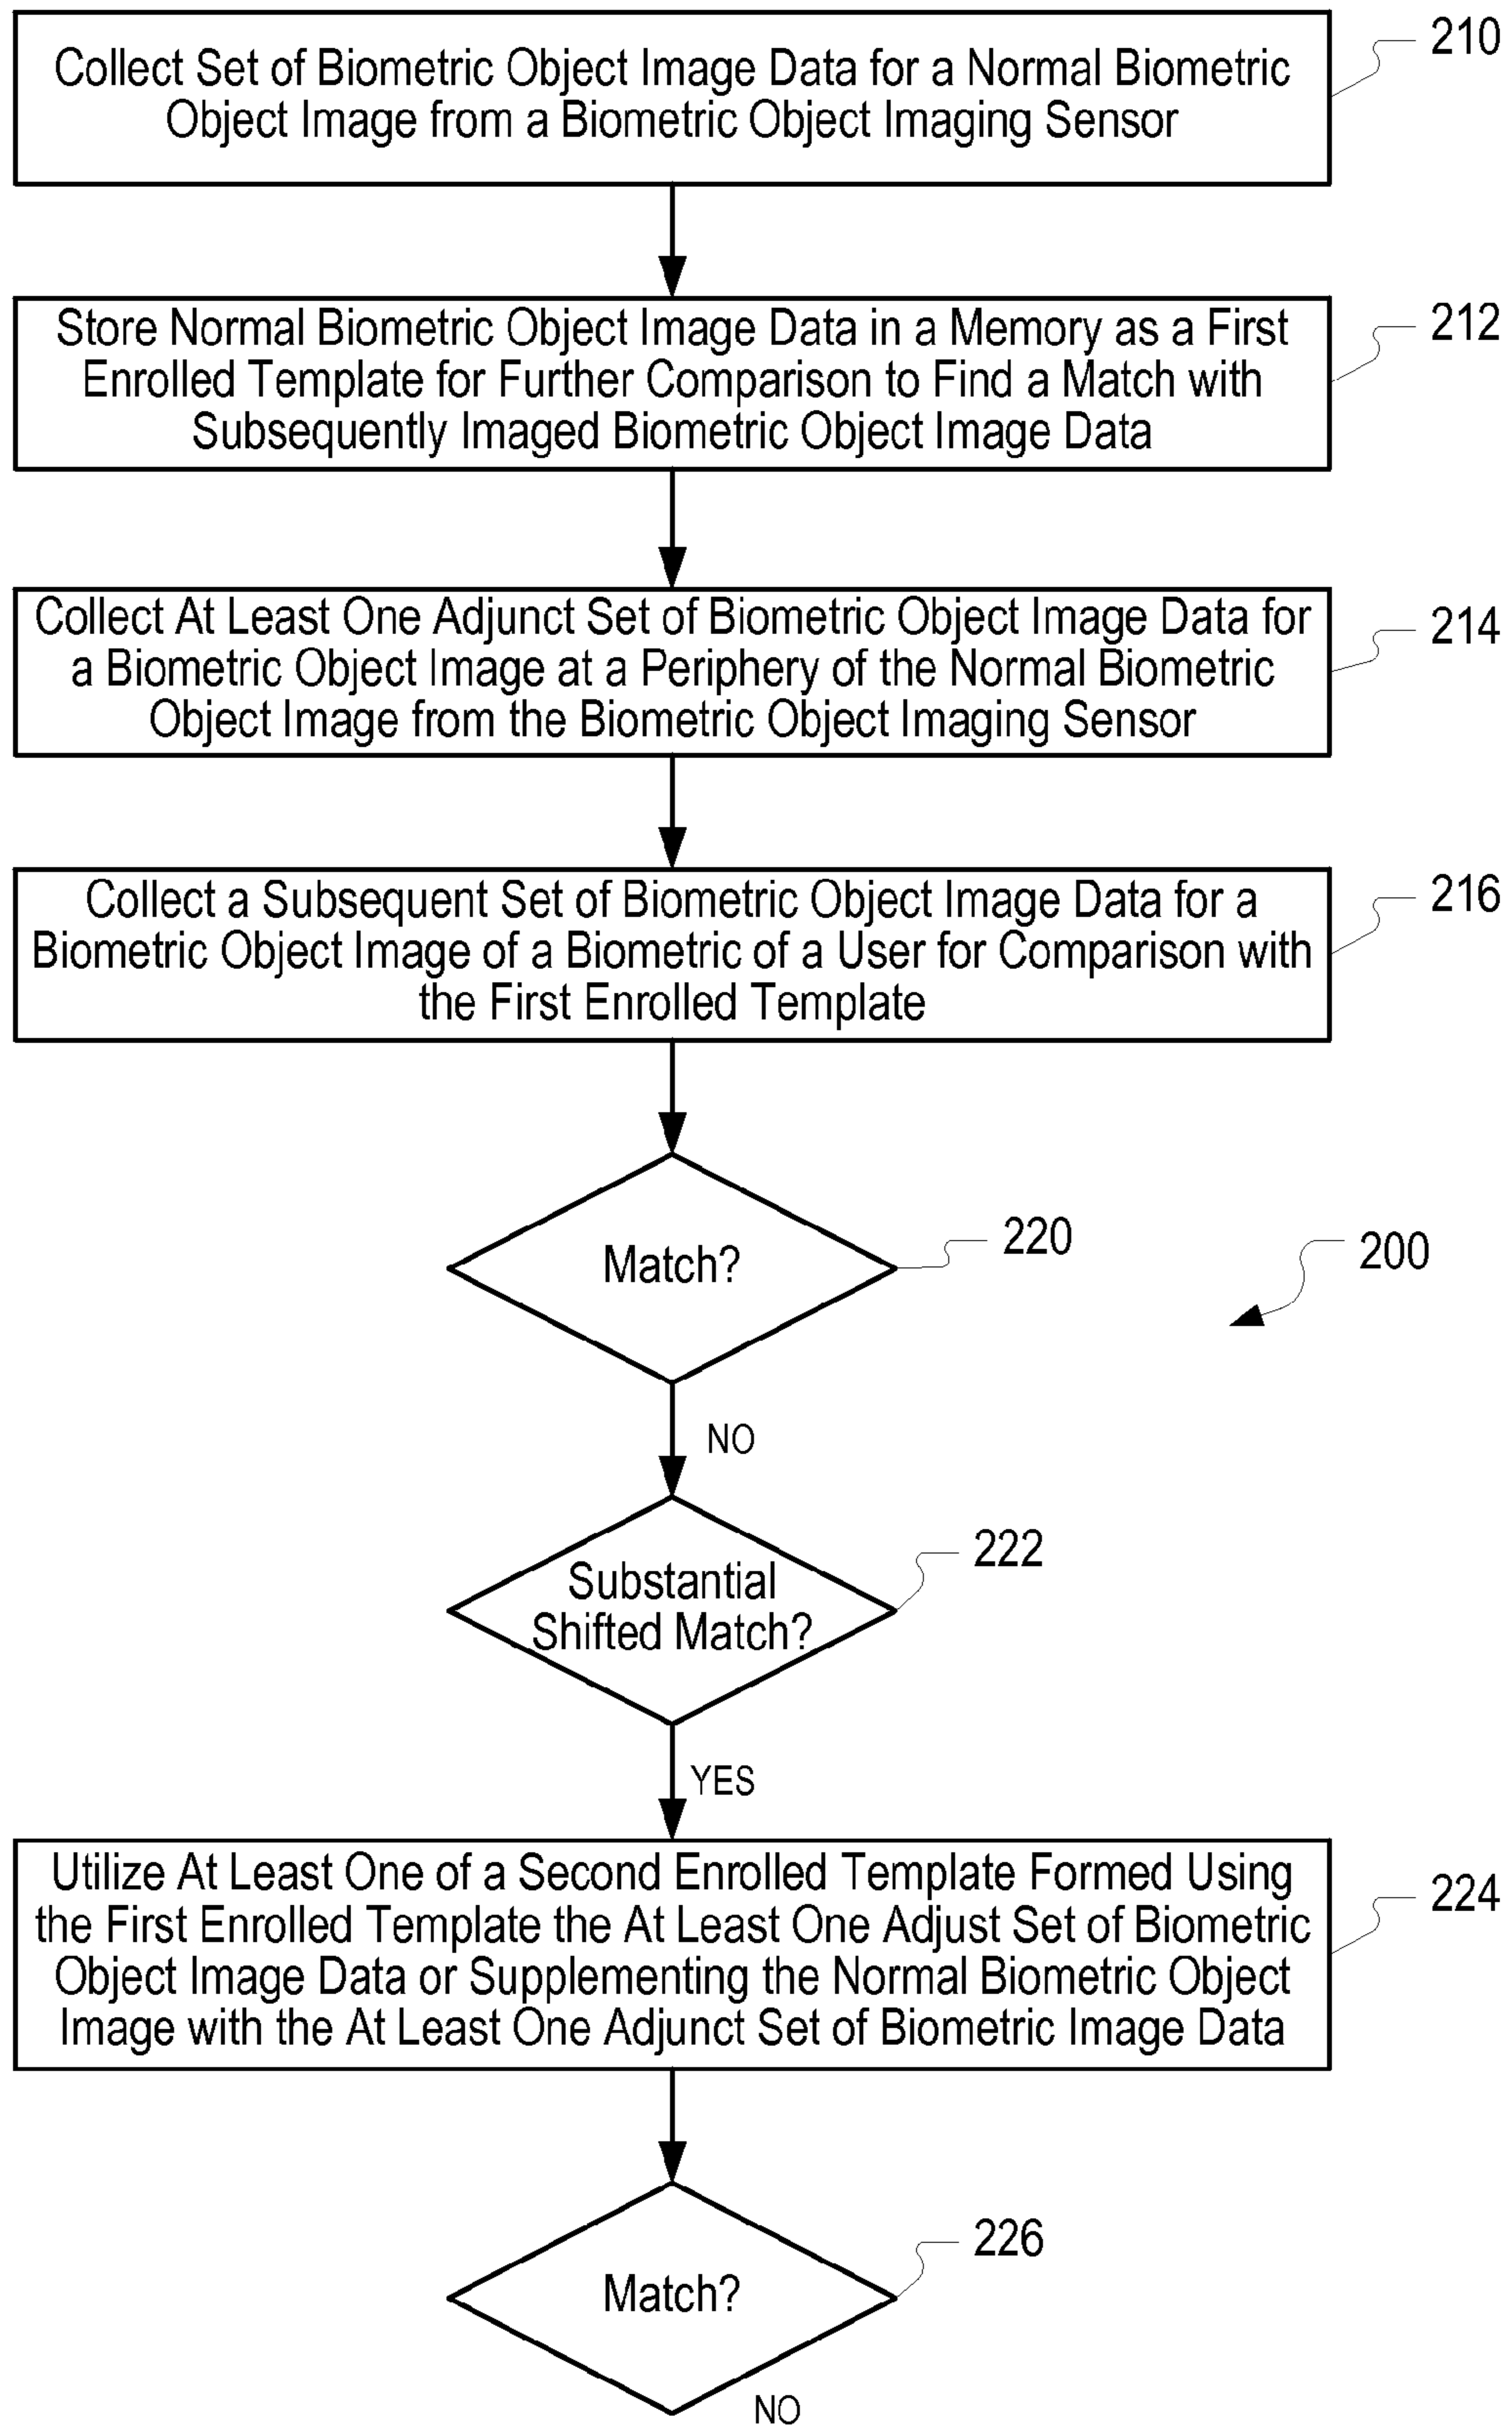 Collect Set of Biometric Object Image Data for a Normal Biometric
Object Image from a Biometric Object Imaging Sensor
210
Store Normal Biometric Object Image Data in a Memory as a First
Enrolled Template for Further Comparison to Find a Match with
Subsequently Imaged Biometric Object Image Data
212
Collect At Least One Adjunct Set of Biometric Object Image Data for
a Biometric Object Image at a Periphery of the Normal Biometric
Object Image from the Biometric Object Imaging Sensor
214
Collect a Subsequent Set of Biometric Object Image Data for a
Biometric Object Image of a Biometric of a User for Comparison with
the First Enrolled Template
216
Match?
220
200
NO
Substantial
Shifted Match?
222
YES
Utilize At Least One of a Second Enrolled Template Formed Using
the First Enrolled Template the At Least One Adjust Set of Biometric
Object Image Data or Supplementing the Normal Biometric Object
Image with the At Least One Adjunct Set of Biometric Image Data
224
Match?
226
NO